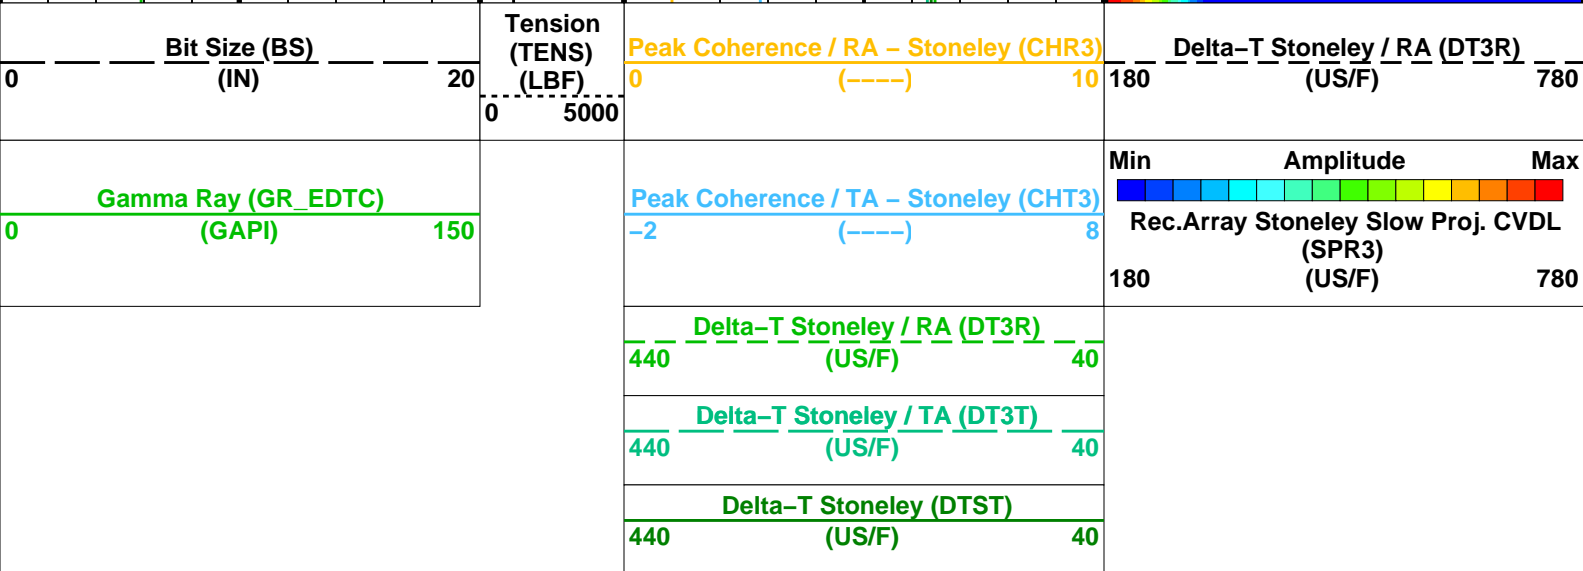 Bit Size (BS)
0 (IN) 20
Tension
(TENS)
(LBF)
0 5000
Peak Coherence / RA − Stoneley (CHR3)
0 (−−−−) 10
Delta−T Stoneley / RA (DT3R)
180 (US/F) 780
Gamma Ray (GR_EDTC)
0 (GAPI) 150
Peak Coherence / TA − Stoneley (CHT3)
−2 (−−−−) 8
Min Amplitude Max
Rec.Array Stoneley Slow Proj. CVDL
(SPR3)
180 (US/F) 780
Delta−T Stoneley / RA (DT3R)
440 (US/F) 40
Delta−T Stoneley / TA (DT3T)
440 (US/F) 40
Delta−T Stoneley (DTST)
440 (US/F) 40